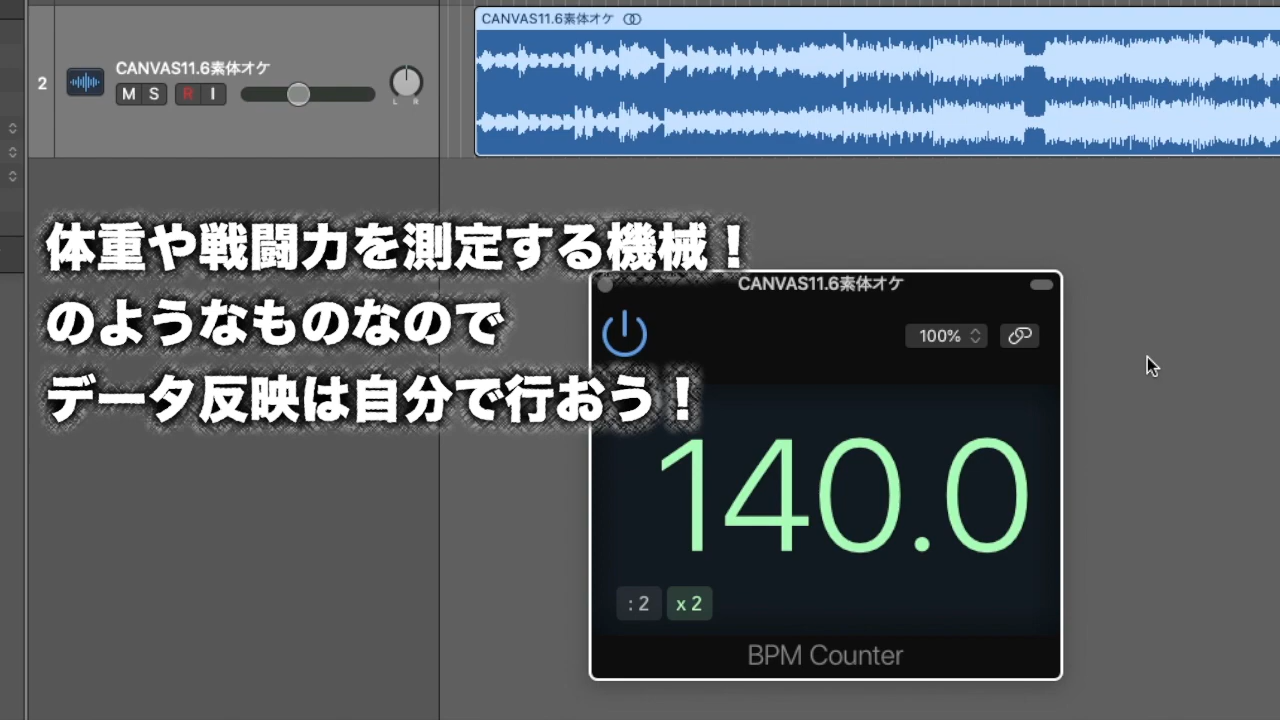 CANVAS11.6素体オケ
2
CANVAS11.6素体オケ
M S R I
L R
体重や戦闘力を測定する機械！
のようなものなので
データ反映は自分で行おう！
CANVAS11.6素体オケ
100%
140.0
: 2 x 2
BPM Counter